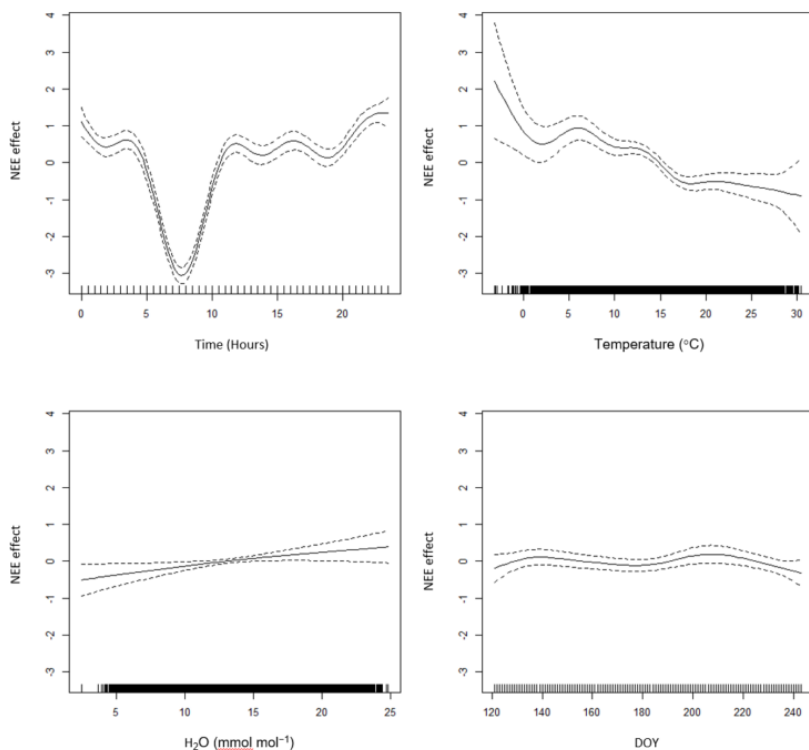 4
3
2
1
0
-1
-2
-3
NEE effect
0 5 10 15 20
Time (Hours)
4
3
2
1
0
-1
-2
-3
NEE effect
0 5 10 15 20 25 30
Temperature (°C)
4
3
2
1
0
-1
-2
-3
NEE effect
5 10 15 20 25
H₂O (mmol mol⁻¹)
4
3
2
1
0
-1
-2
-3
NEE effect
120 140 160 180 200 220 240
DOY